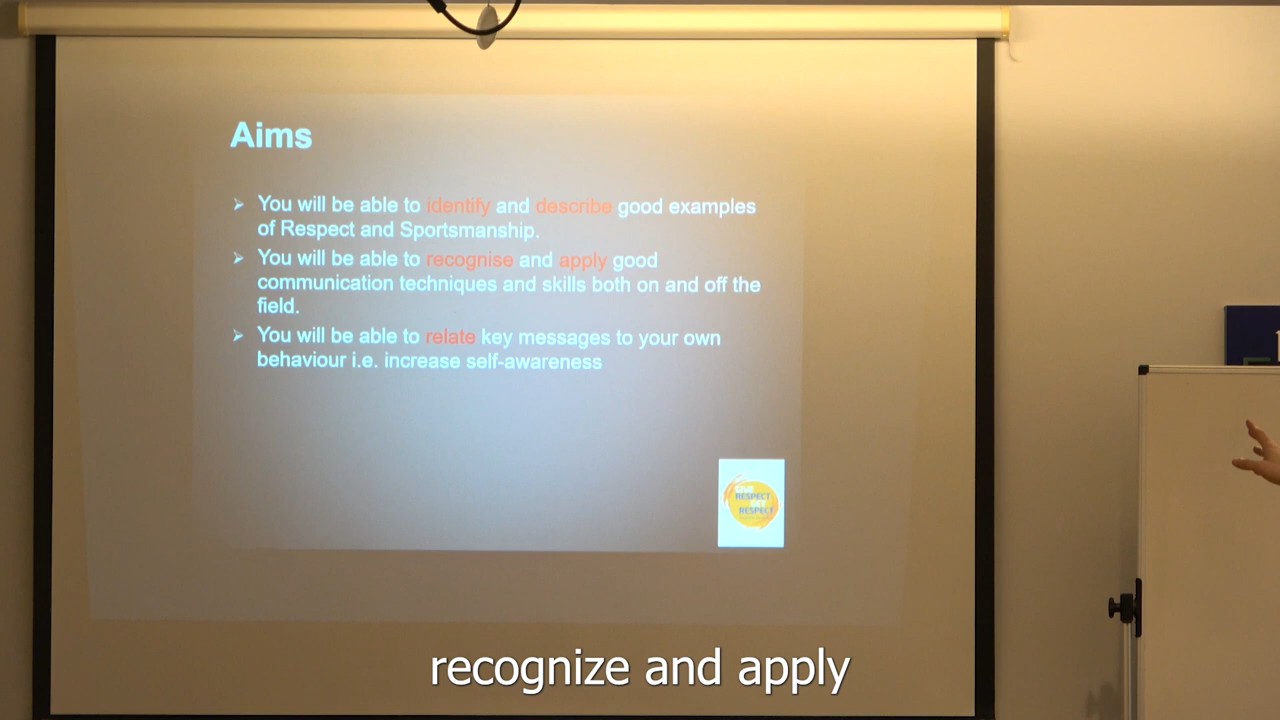 Aims
➢ You will be able to identify and describe good examples
of Respect and Sportsmanship.
➢ You will be able to recognise and apply good
communication techniques and skills both on and off the
field.
➢ You will be able to relate key messages to your own
behaviour i.e. increase self-awareness
GIVE
RESPECT
GET
RESPECT
recognize and apply